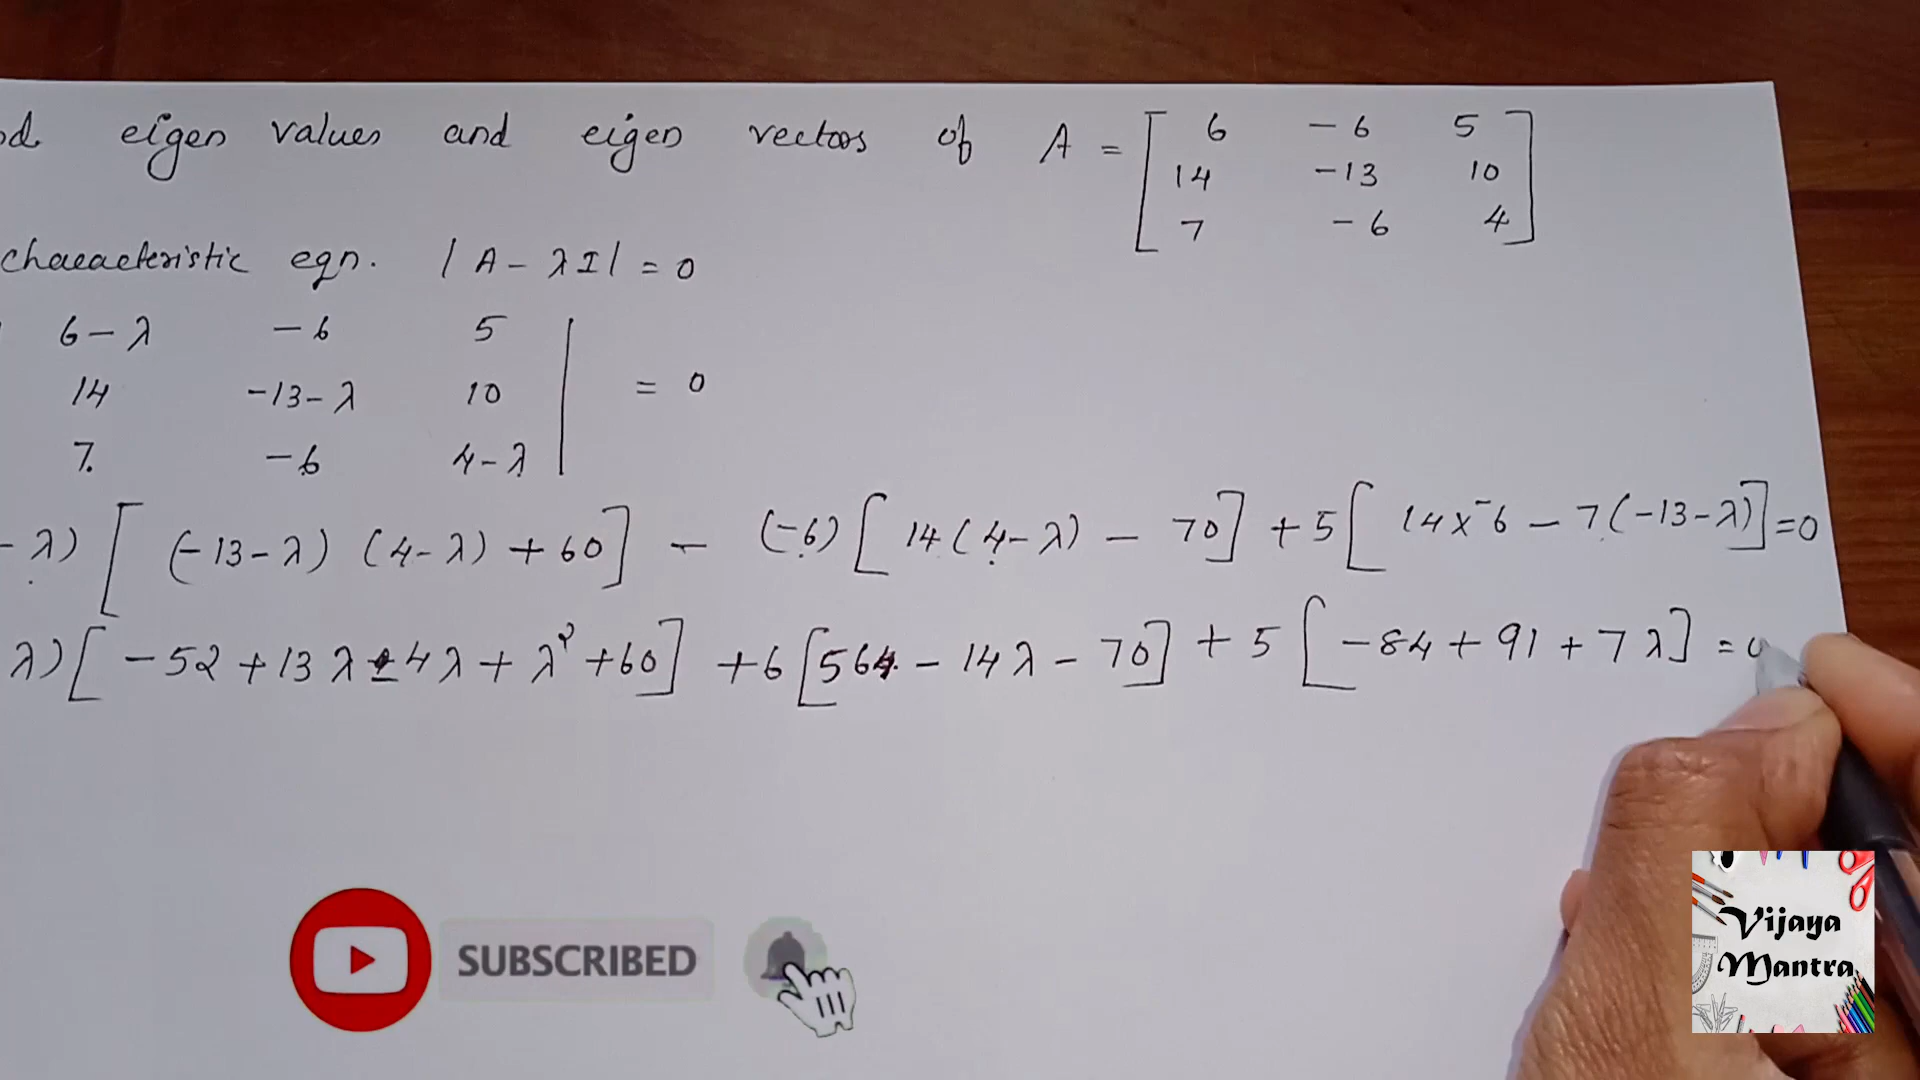 eigen values and eigen vectors of A = [ 6 -6 5
14 -13 10
7 -6 4 ]
characteristic eqn. |A - λI| = 0
6-λ -6 5
14 -13-λ 10 | = 0
7. -6 4-λ
-λ) [ (-13-λ) (4-λ) + 60 ] - (-6) [ 14 (4-λ) - 70 ] + 5 [ 14x-6 - 7(-13-λ) ] = 0
λ) [ -52 + 13λ - 4λ + λ² + 60 ] + 6 [ 56 - 14λ - 70 ] + 5 [ -84 + 91 + 7λ ] = 0
SUBSCRIBED
Vijaya
Mantra